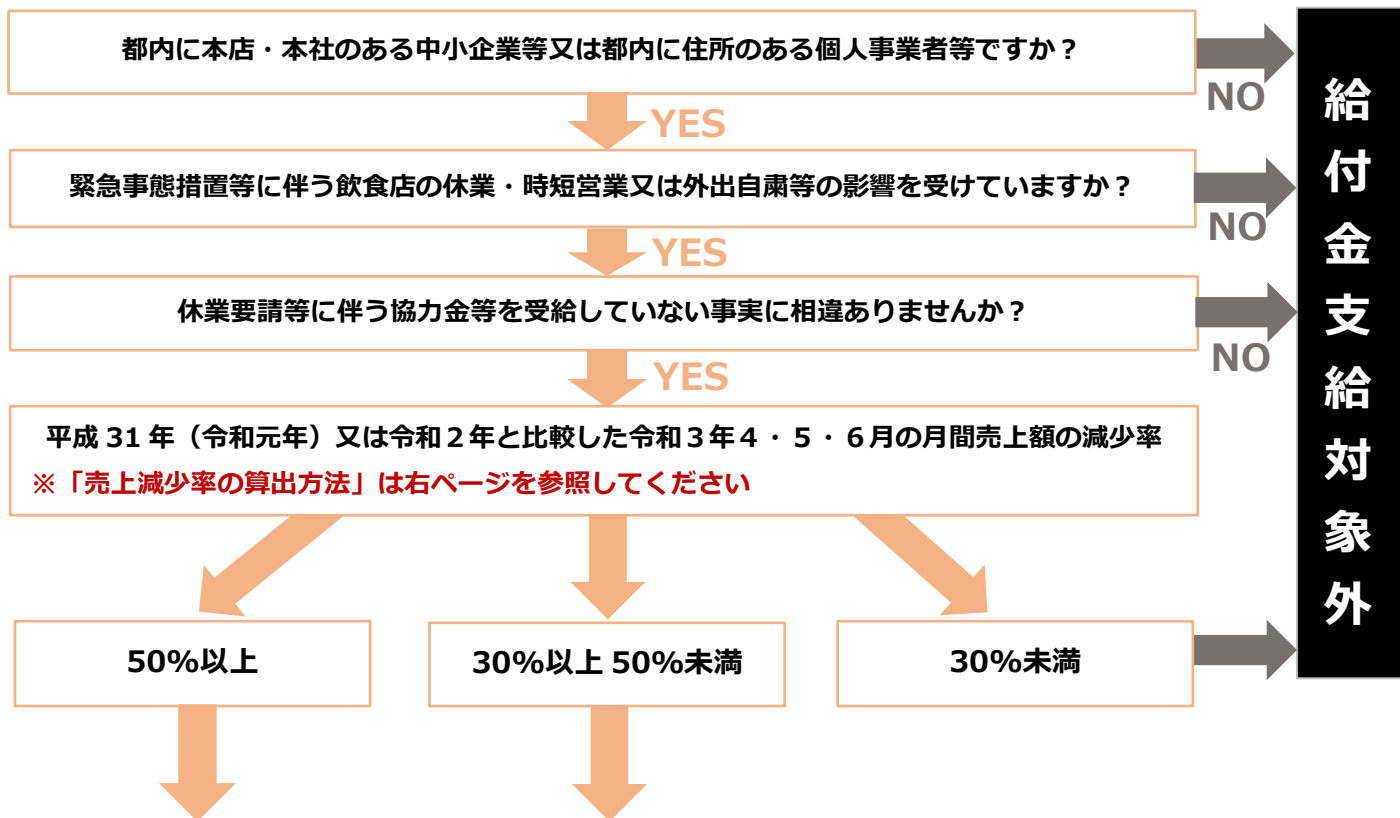 都内に本店・本社のある中小企業等又は都内に住所のある個人事業者等ですか？
NO
YES
緊急事態措置等に伴う飲食店の休業・時短営業又は外出自粛等の影響を受けていますか？
NO
YES
休業要請等に伴う協力金等を受給していない事実に相違ありませんか？
NO
YES
平成 31 年（令和元年）又は令和２年と比較した令和３年４・５・６月の月間売上額の減少率
※「売上減少率の算出方法」は右ページを参照してください
50%以上
30%以上 50%未満
30%未満
給付金支給対象外